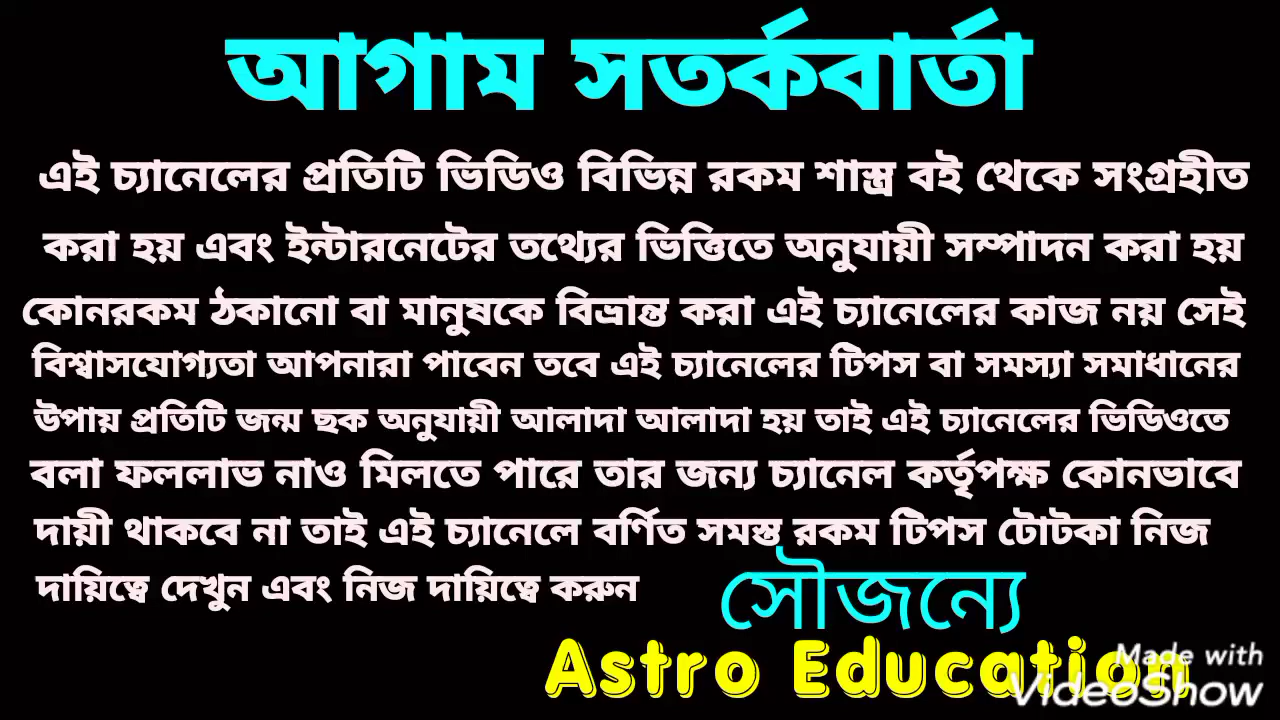 আগাম সতর্কবার্তা
এই চ্যানেলের প্রতিটি ভিডিও বিভিন্ন রকম শাস্ত্র বই থেকে সংগ্রহীত
করা হয় এবং ইন্টারনেটের তথ্যের ভিত্তিতে অনুযায়ী সম্পাদন করা হয়
কোনরকম ঠকানো বা মানুষকে বিভ্রান্ত করা এই চ্যানেলের কাজ নয় সেই
বিশ্বাসযোগ্যতা আপনারা পাবেন তবে এই চ্যানেলের টিপস বা সমস্যা সমাধানের
উপায় প্রতিটি জন্ম ছক অনুযায়ী আলাদা আলাদা হয় তাই এই চ্যানেলের ভিডিওতে
বলা ফললাভ নাও মিলতে পারে তার জন্য চ্যানেল কর্তৃপক্ষ কোনভাবে
দায়ী থাকবে না তাই এই চ্যানেলে বর্ণিত সমস্ত রকম টিপস টোটকা নিজ
দায়িত্বে দেখুন এবং নিজ দায়িত্বে করুন
সৌজন্যে
Astro Education
Made with
VideoShow